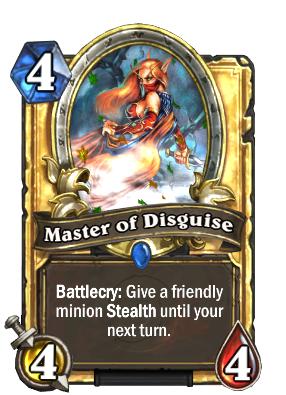 4
Master of Disguise
Battlecry: Give a friendly
minion Stealth until your
next turn.
4
4